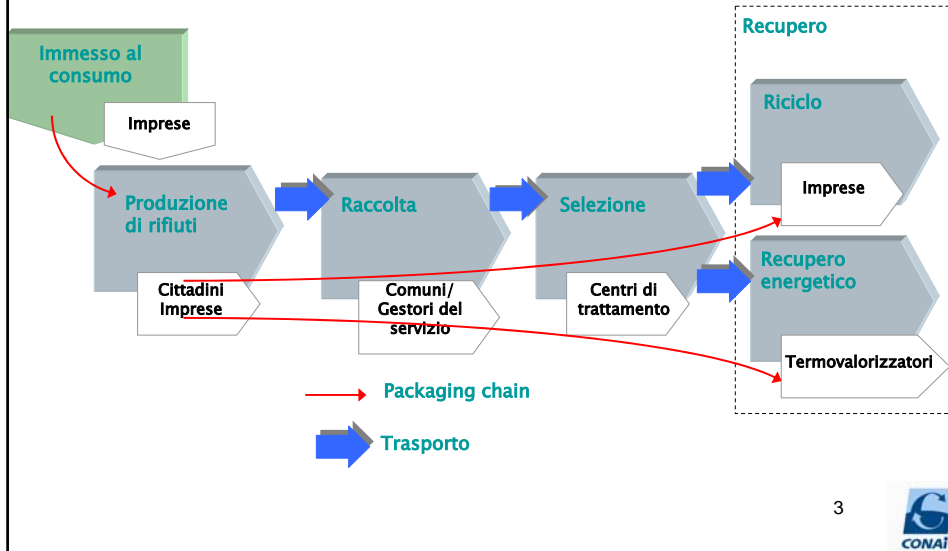 Immesso al
consumo
Imprese
Produzione
di rifiuti
Cittadini
Imprese
Raccolta
Comuni/
Gestori del
servizio
Selezione
Centri di
trattamento
Recupero
Riciclo
Imprese
Recupero
energetico
Termovalorizzatori
Packaging chain
Trasporto
3
CONAI